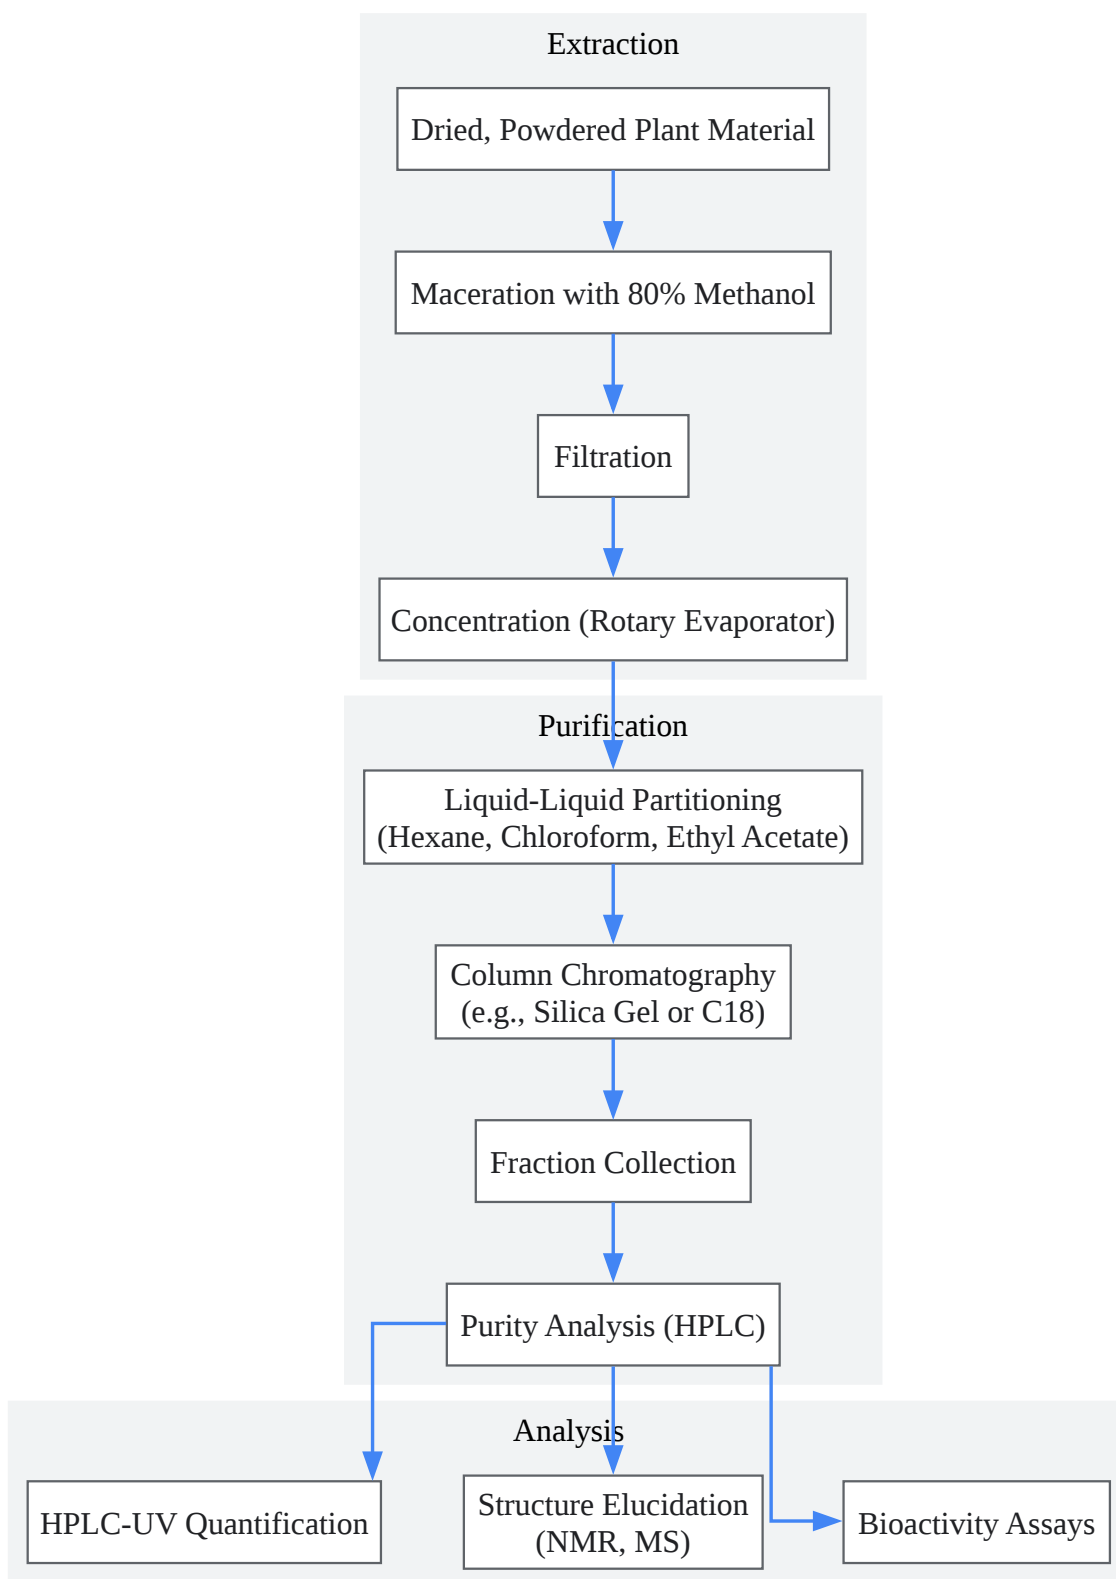 Extraction
Dried, Powdered Plant Material
Maceration with 80% Methanol
Filtration
Concentration (Rotary Evaporator)
Purification
Liquid-Liquid Partitioning
(Hexane, Chloroform, Ethyl Acetate)
Column Chromatography
(e.g., Silica Gel or C18)
Fraction Collection
Purity Analysis (HPLC)
Analysis
HPLC-UV Quantification
Structure Elucidation
(NMR, MS)
Bioactivity Assays